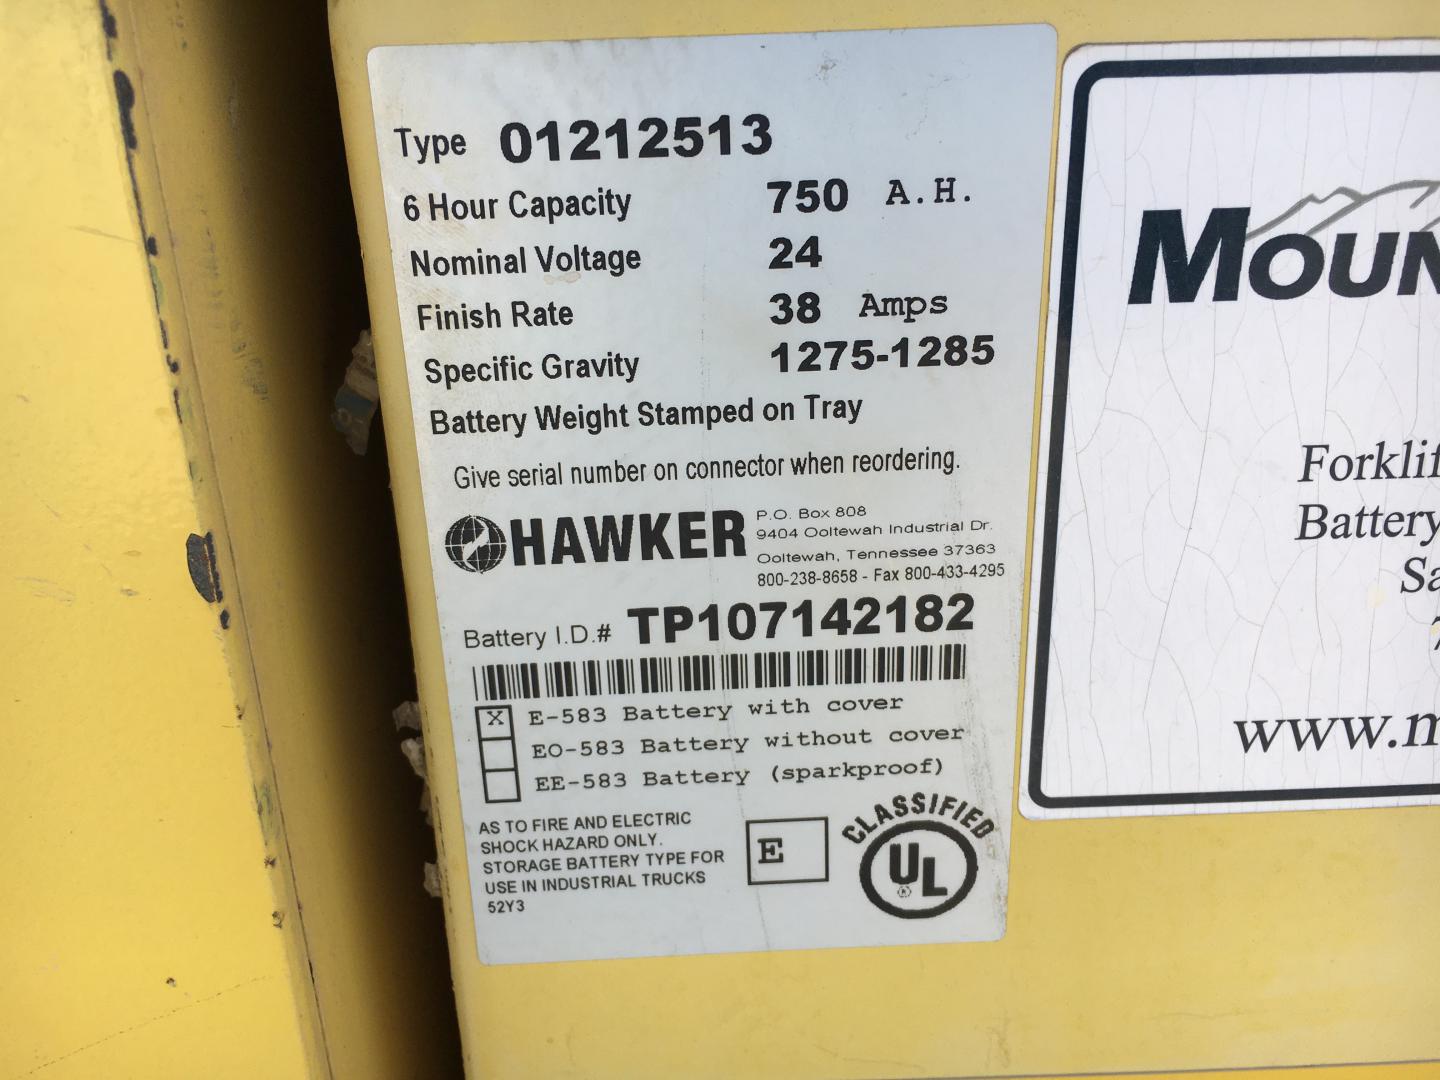 Type 01212513
6 Hour Capacity 750 A.H.
Nominal Voltage 24
Finish Rate 38 Amps
Specific Gravity 1275-1285
Battery Weight Stamped on Tray
Give serial number on connector when reordering.
HAWKER
P.O. Box 808
9404 Ooltewah Industrial Dr.
Ooltewah, Tennessee 37363
800-238-8658 - Fax 800-433-4295
Battery I.D.# TP107142182
X E-583 Battery with cover
EO-583 Battery without cover
EE-583 Battery (sparkproof)
AS TO FIRE AND ELECTRIC
SHOCK HAZARD ONLY.
STORAGE BATTERY TYPE FOR
USE IN INDUSTRIAL TRUCKS
52Y3
E
CLASSIFIED
UL
®
MOUN
Forklif
Battery
Sa
www.m